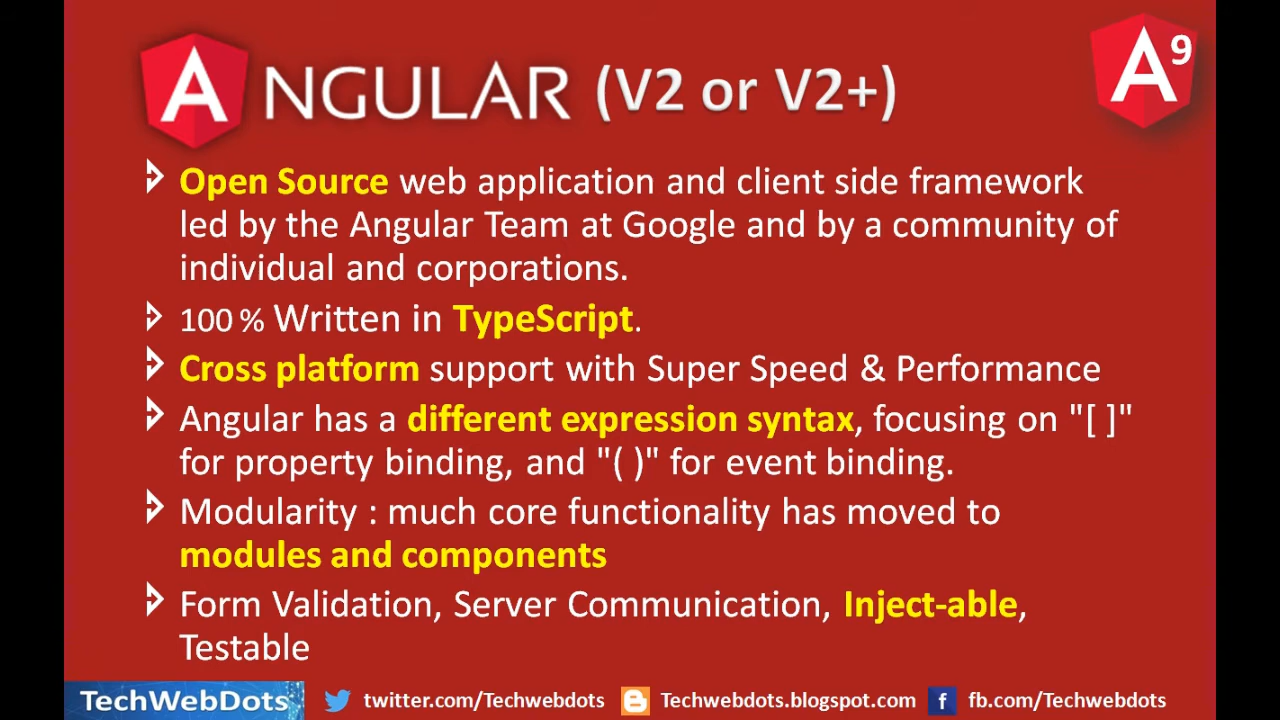 ANGULAR (V2 or V2+)
A9
Open Source web application and client side framework
led by the Angular Team at Google and by a community of
individual and corporations.
100 % Written in TypeScript.
Cross platform support with Super Speed & Performance
Angular has a different expression syntax, focusing on "[ ]"
for property binding, and "( )" for event binding.
Modularity : much core functionality has moved to
modules and components
Form Validation, Server Communication, Inject-able,
Testable
TechWebDots twitter.com/Techwebdots Techwebdots.blogspot.com fb.com/Techwebdots